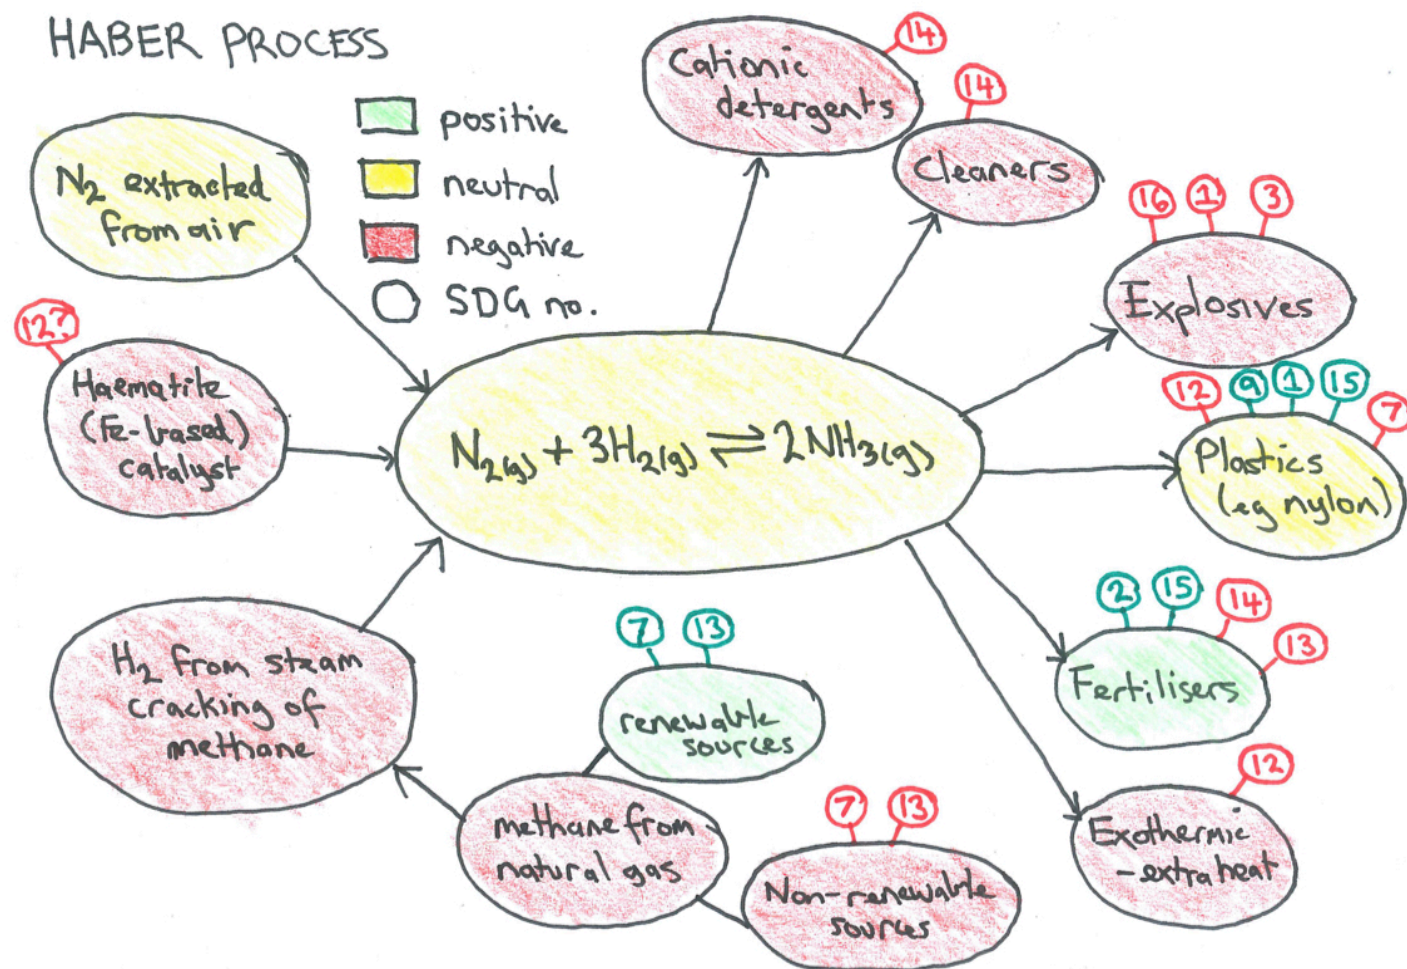 HABER PROCESS
positive
neutral
negative
SDG no.
N₂ extracted
from air
12?
Haematite
(Fe-based)
catalyst
H₂ from steam
cracking of
methane
N₂(g) + 3H₂(g) ⇌ 2NH₃(g)
7 13
renewable
sources
methane from
natural gas
7 13
Non-renewable
sources
14
Cationic
detergents
14
Cleaners
16 1 3
Explosives
12 9 1 15 7
Plastics
(eg nylon)
2 15 14 13
Fertilisers
12
Exothermic
-extra heat